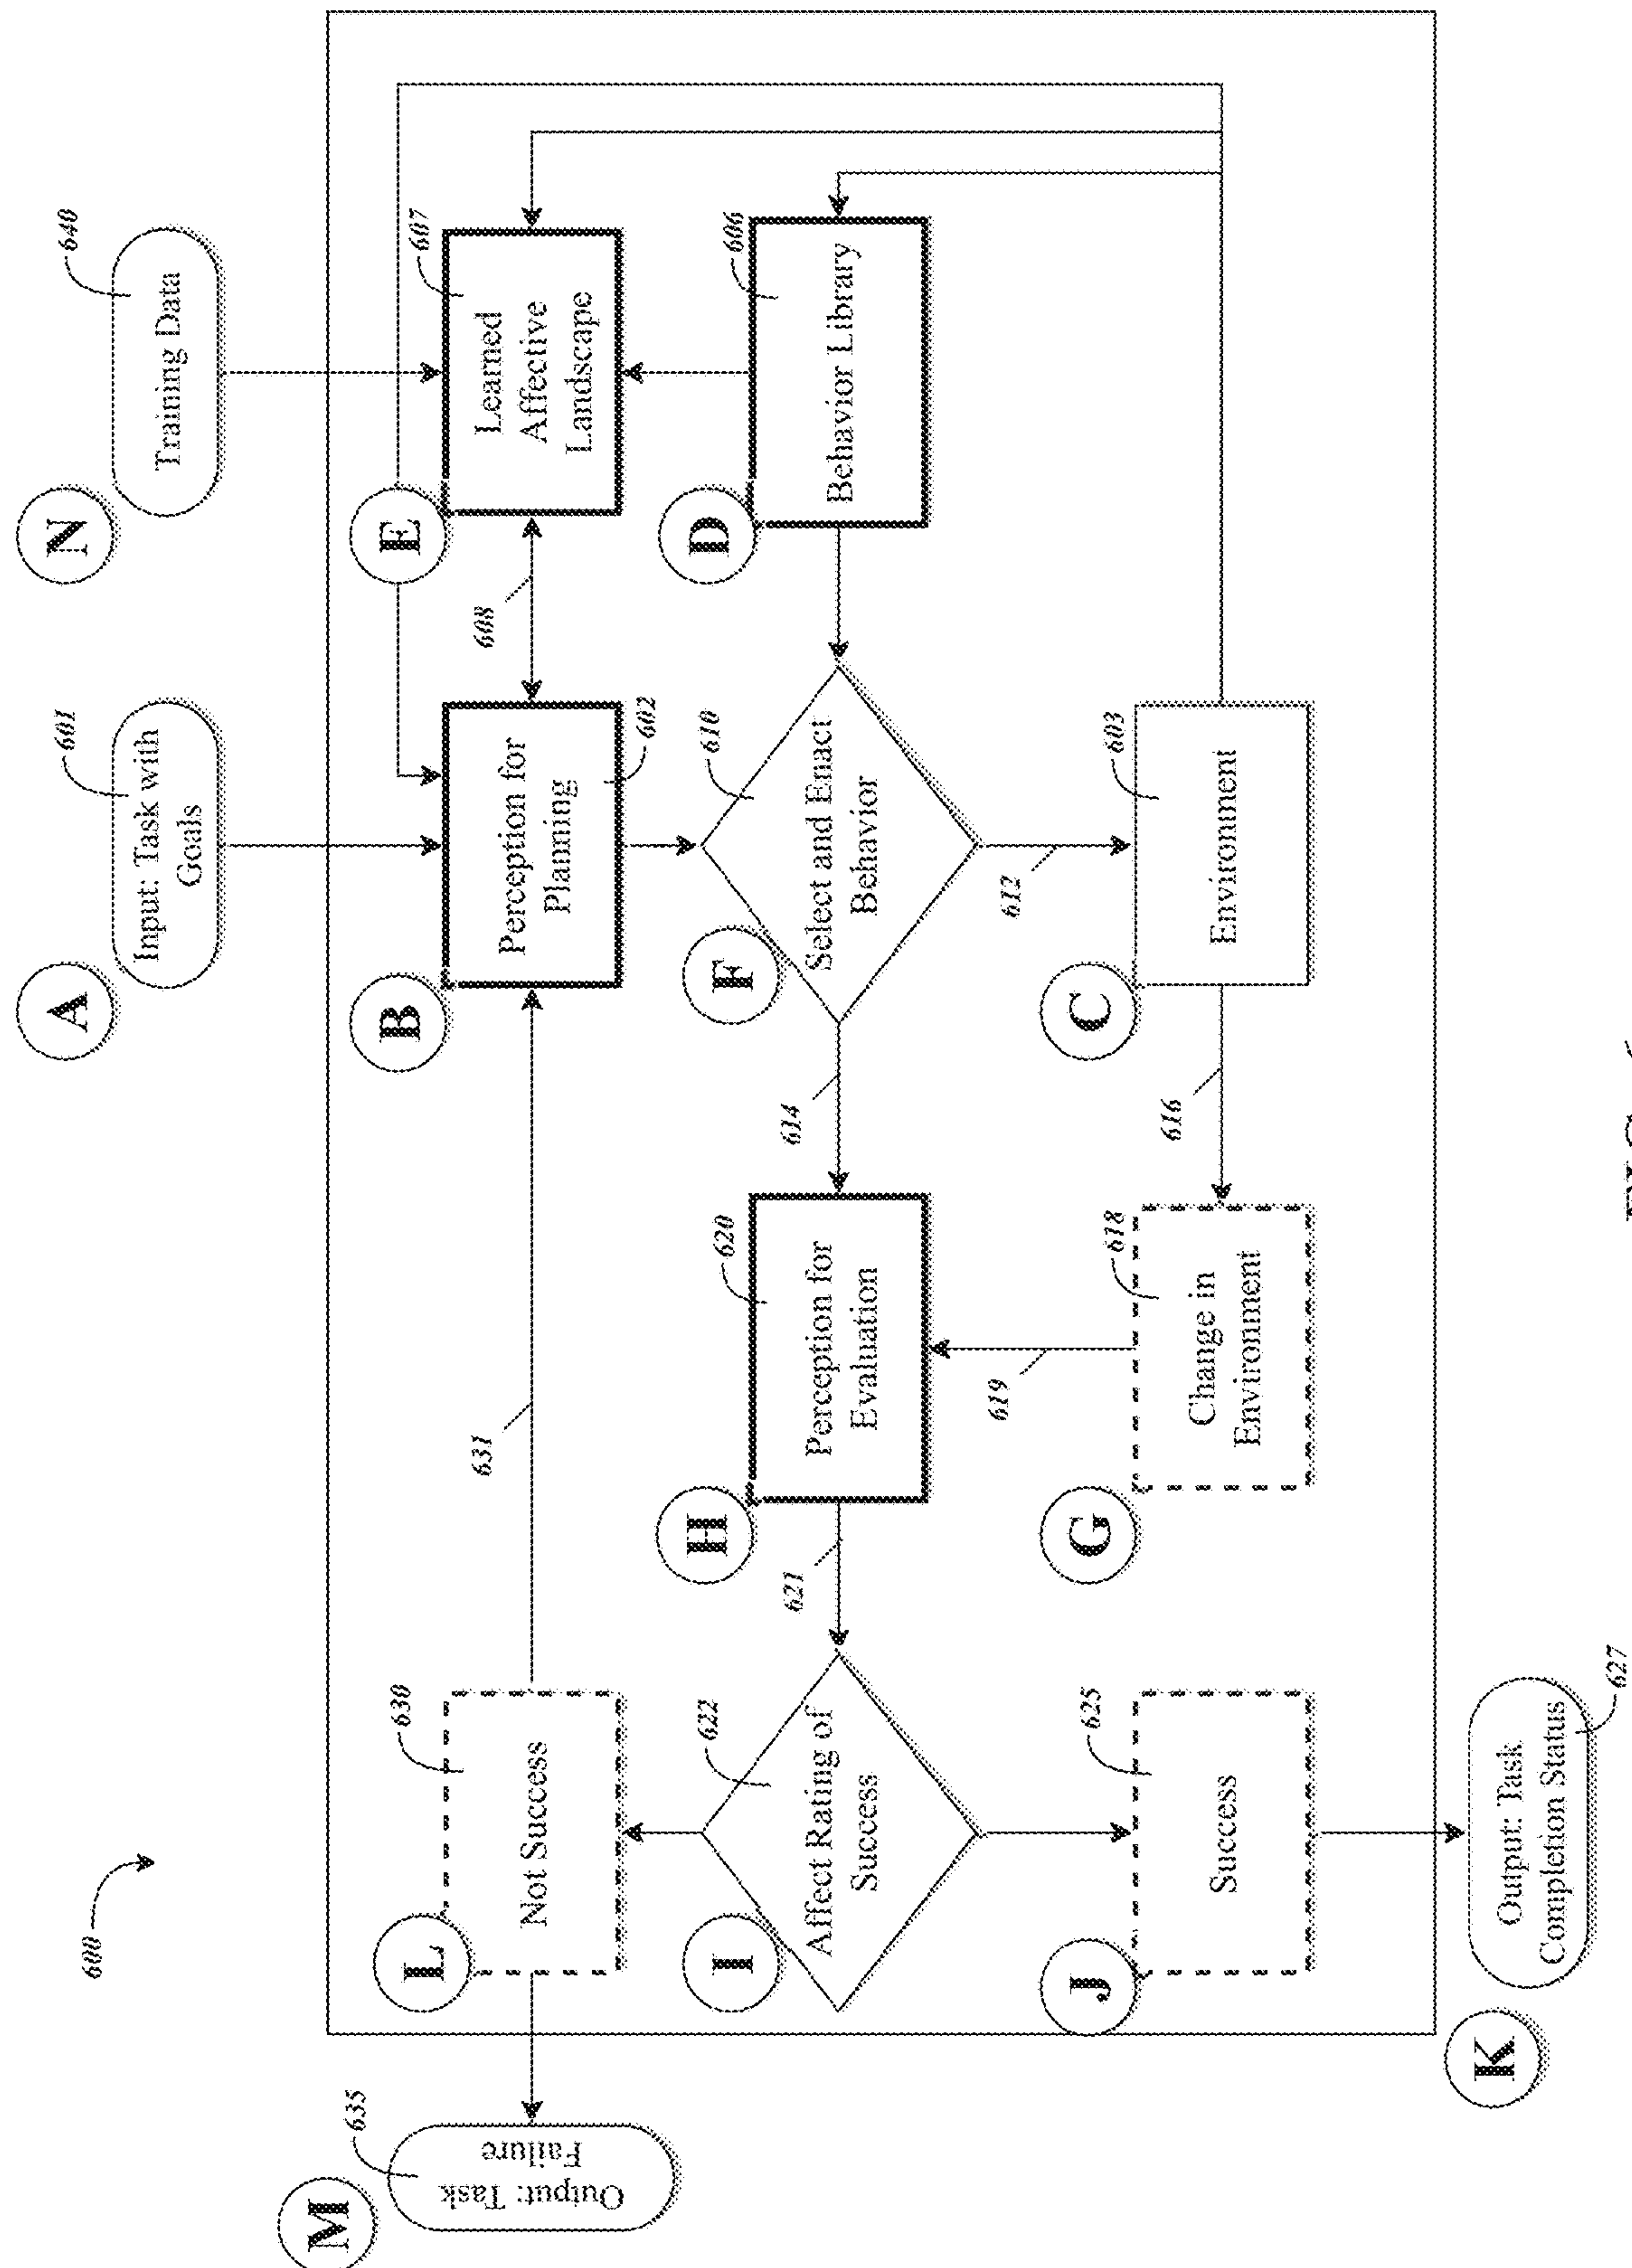 600
M
635
Output: Task
Failure
L
630
Not Success
631
I
622
Affect Rating of
Success
J
625
Success
K
627
Output: Task
Completion Status
621
H
620
Perception for
Evaluation
619
G
618
Change in
Environment
A
601
Input: Task with
Goals
B
602
Perception for
Planning
614
F
610
Select and Enact
Behavior
612
616
C
603
Environment
N
640
Training Data
608
E
607
Learned
Affective
Landscape
D
606
Behavior Library